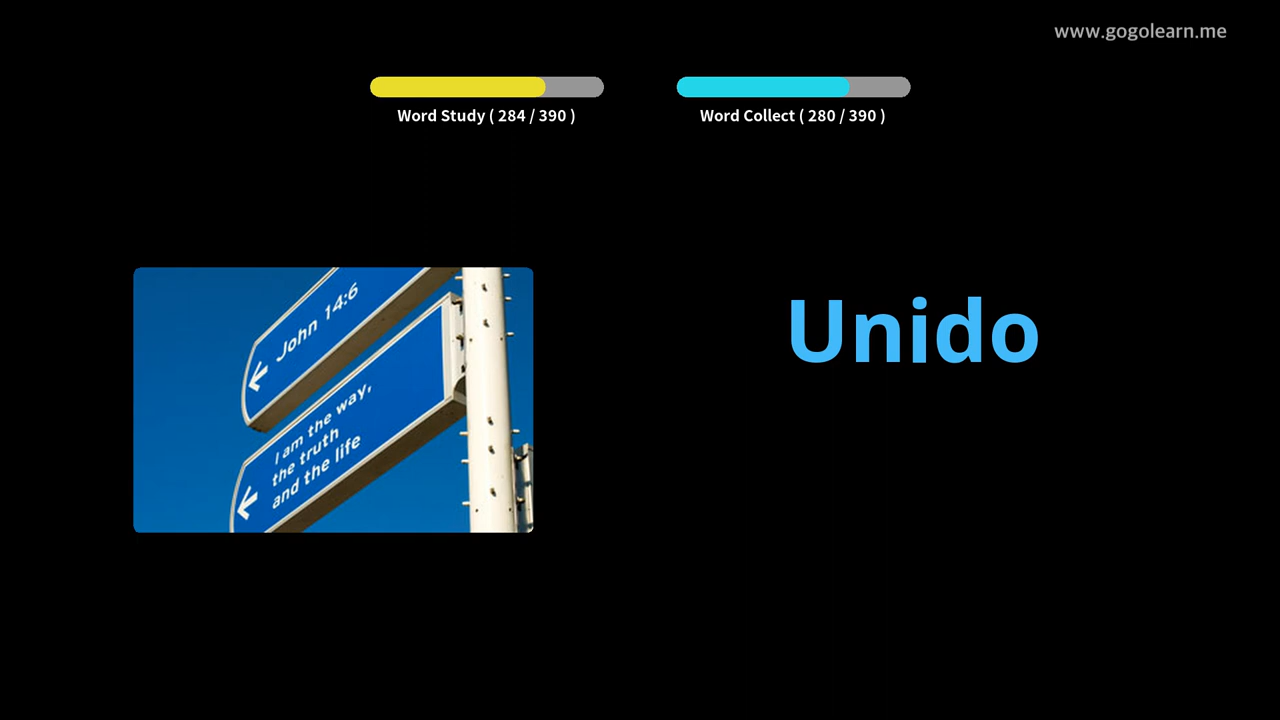 www.gogolearn.me
Word Study ( 284 / 390 )
Word Collect ( 280 / 390 )
John 14:6
I am the way,
the truth
and the life
Unido